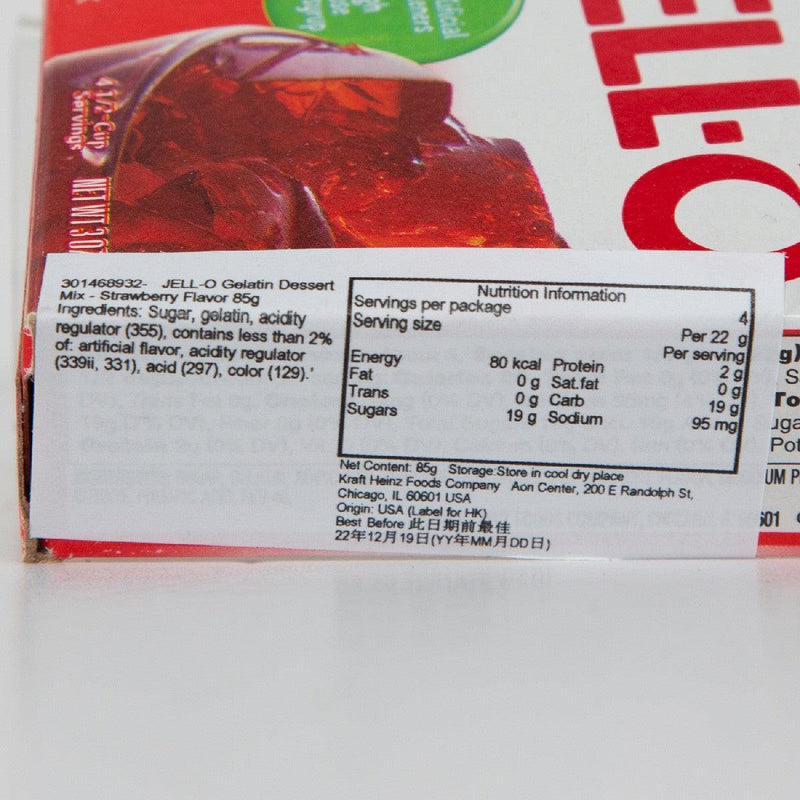 4 1/2 Cup
Servings
NET WT 3 OZ
ELL-O
301468932- JELL-O Gelatin Dessert
Mix - Strawberry Flavor 85g
Ingredients: Sugar, gelatin, acidity
regulator (355), contains less than 2%
of: artificial flavor, acidity regulator
(339ii, 331), acid (297), color (129).'
Nutrition Information
Servings per package 4
Serving size Per 22 g
Per serving
Energy 80 kcal Protein 2 g
Fat 0 g Sat.fat 0 g
Trans 0 g Carb 19 g
Sugars 19 g Sodium 95 mg
Net Content: 85g Storage:Store in cool dry place
Kraft Heinz Foods Company Aon Center, 200 E Randolph St,
Chicago, IL 60601 USA
Origin: USA (Label for HK)
Best Before 此日期前最佳
22年12月19日(YY年MM月DD日)
g)
S
To
uga
Pot
UM P
601